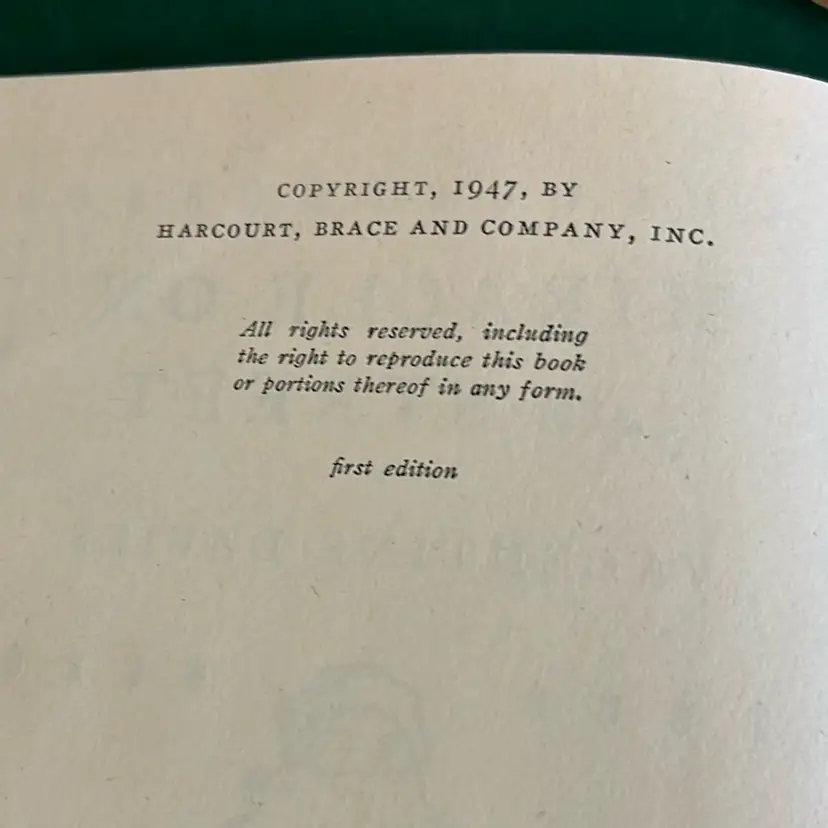 COPYRIGHT, 1947, BY
HARCOURT, BRACE AND COMPANY, INC.
All rights reserved, including
the right to reproduce this book
or portions thereof in any form.
first edition